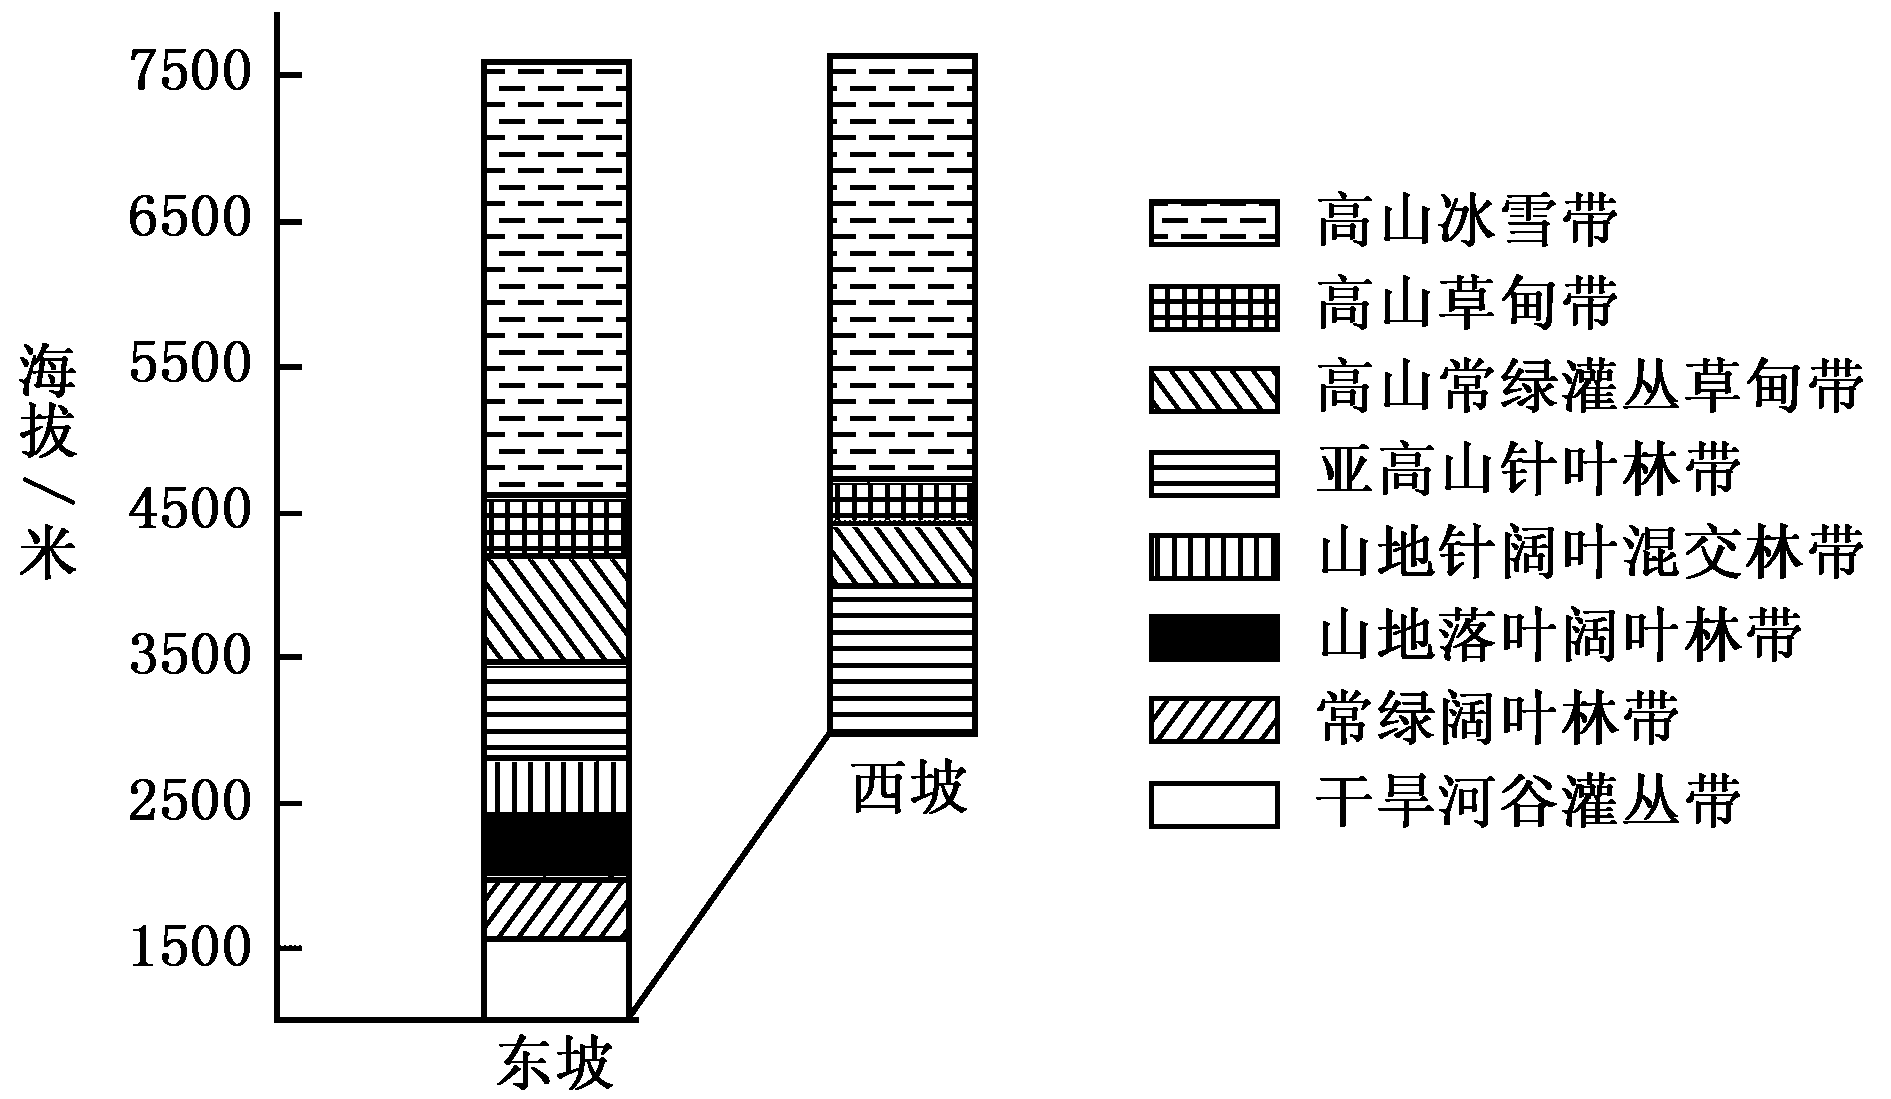 7500
6500
5500
4500
3500
2500
1500
海拔/米
东坡
西坡
高山冰雪带
高山草甸带
高山常绿灌丛草甸带
亚高山针叶林带
山地针阔叶混交林带
山地落叶阔叶林带
常绿阔叶林带
干旱河谷灌丛带